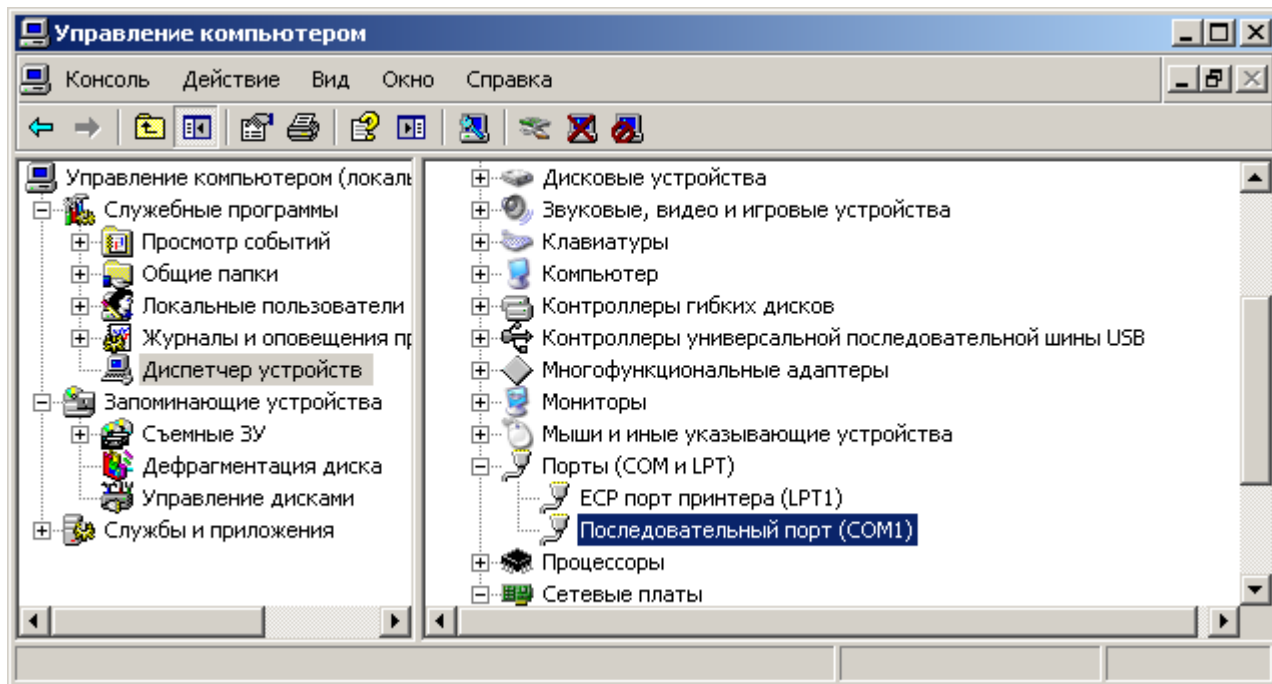 Управление компьютером
Консоль Действие Вид Окно Справка
Управление компьютером (локаль
Служебные программы
Просмотр событий
Общие папки
Локальные пользователи
Журналы и оповещения пр
Диспетчер устройств
Запоминающие устройства
Съемные ЗУ
Дефрагментация диска
Управление дисками
Службы и приложения
Дисковые устройства
Звуковые, видео и игровые устройства
Клавиатуры
Компьютер
Контроллеры гибких дисков
Контроллеры универсальной последовательной шины USB
Многофункциональные адаптеры
Мониторы
Мыши и иные указывающие устройства
Порты (COM и LPT)
ECP порт принтера (LPT1)
Последовательный порт (COM1)
Процессоры
Сетевые платы